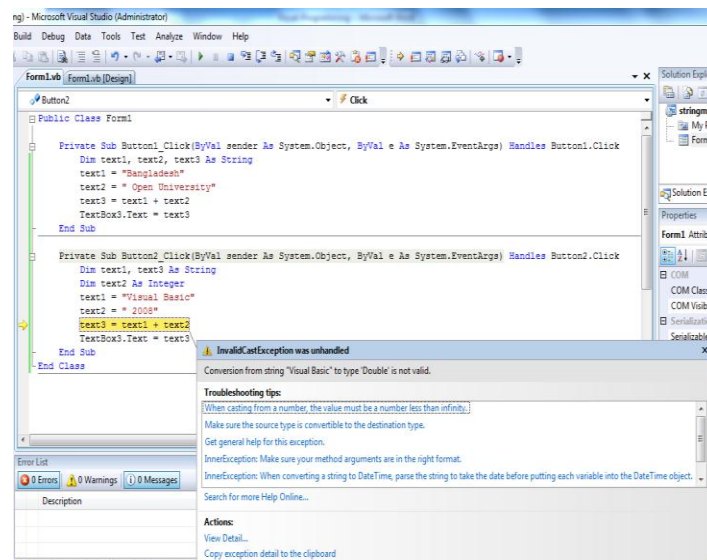 ng) - Microsoft Visual Studio (Administrator)
Build Debug Data Tools Test Analyze Window Help
Form1.vb Form1.vb [Design]
Solution Expl
Button2 Click
Public Class Form1
stringm
My P
Form
Private Sub Button1_Click(ByVal sender As System.Object, ByVal e As System.EventArgs) Handles Button1.Click
Dim text1, text2, text3 As String
text1 = "Bangladesh"
text2 = " Open University"
text3 = text1 + text2
TextBox3.Text = text3
End Sub
Solution E
Properties
Form1 Attrib
Private Sub Button2_Click(ByVal sender As System.Object, ByVal e As System.EventArgs) Handles Button2.Click
Dim text1, text3 As String
Dim text2 As Integer
text1 = "Visual Basic"
text2 = " 2008"
text3 = text1 + text2
TextBox3.Text = text3
End Sub
End Class
COM
COM Class
COM Visib
Serializati
Serializable
InvalidCastException was unhandled
Conversion from string "Visual Basic" to type 'Double' is not valid.
Troubleshooting tips:
When casting from a number, the value must be a number less than infinity.
Make sure the source type is convertible to the destination type.
Get general help for this exception.
InnerException: Make sure your method arguments are in the right format.
InnerException: When converting a string to DateTime, parse the string to take the date before putting each variable into the DateTime object.
Search for more Help Online...
Actions:
View Detail...
Copy exception detail to the clipboard
Error List
0 Errors 0 Warnings 0 Messages
Description